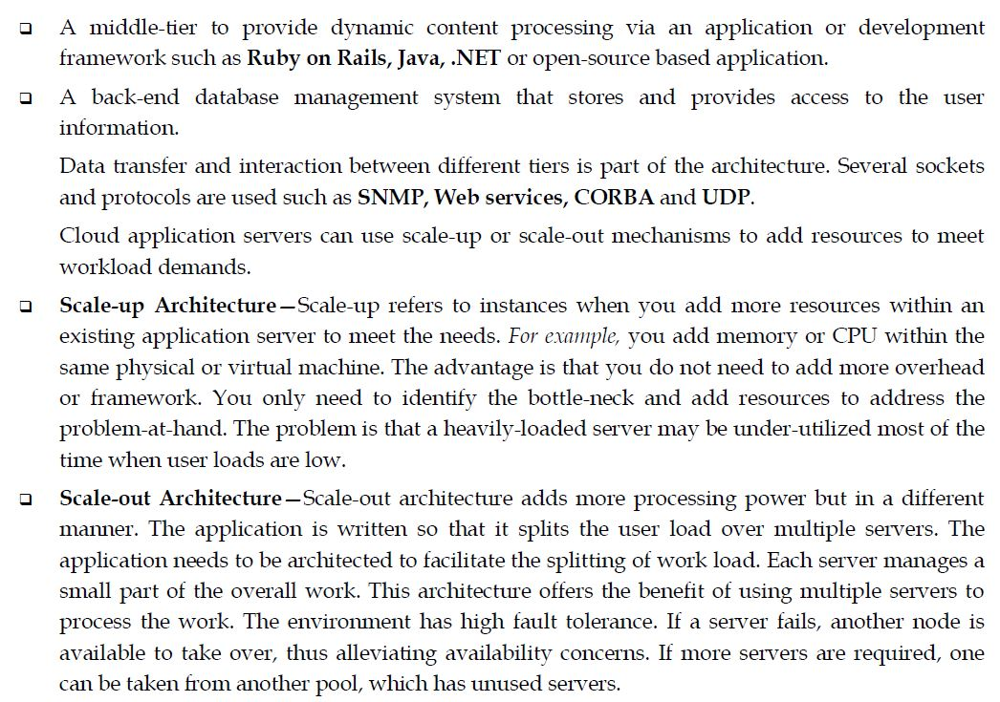 ❑ A middle-tier to provide dynamic content processing via an application or development
framework such as Ruby on Rails, Java, .NET or open-source based application.
❑ A back-end database management system that stores and provides access to the user
information.
Data transfer and interaction between different tiers is part of the architecture. Several sockets
and protocols are used such as SNMP, Web services, CORBA and UDP.
Cloud application servers can use scale-up or scale-out mechanisms to add resources to meet
workload demands.
❑ Scale-up Architecture—Scale-up refers to instances when you add more resources within an
existing application server to meet the needs. For example, you add memory or CPU within the
same physical or virtual machine. The advantage is that you do not need to add more overhead
or framework. You only need to identify the bottle-neck and add resources to address the
problem-at-hand. The problem is that a heavily-loaded server may be under-utilized most of the
time when user loads are low.
❑ Scale-out Architecture—Scale-out architecture adds more processing power but in a different
manner. The application is written so that it splits the user load over multiple servers. The
application needs to be architected to facilitate the splitting of work load. Each server manages a
small part of the overall work. This architecture offers the benefit of using multiple servers to
process the work. The environment has high fault tolerance. If a server fails, another node is
available to take over, thus alleviating availability concerns. If more servers are required, one
can be taken from another pool, which has unused servers.